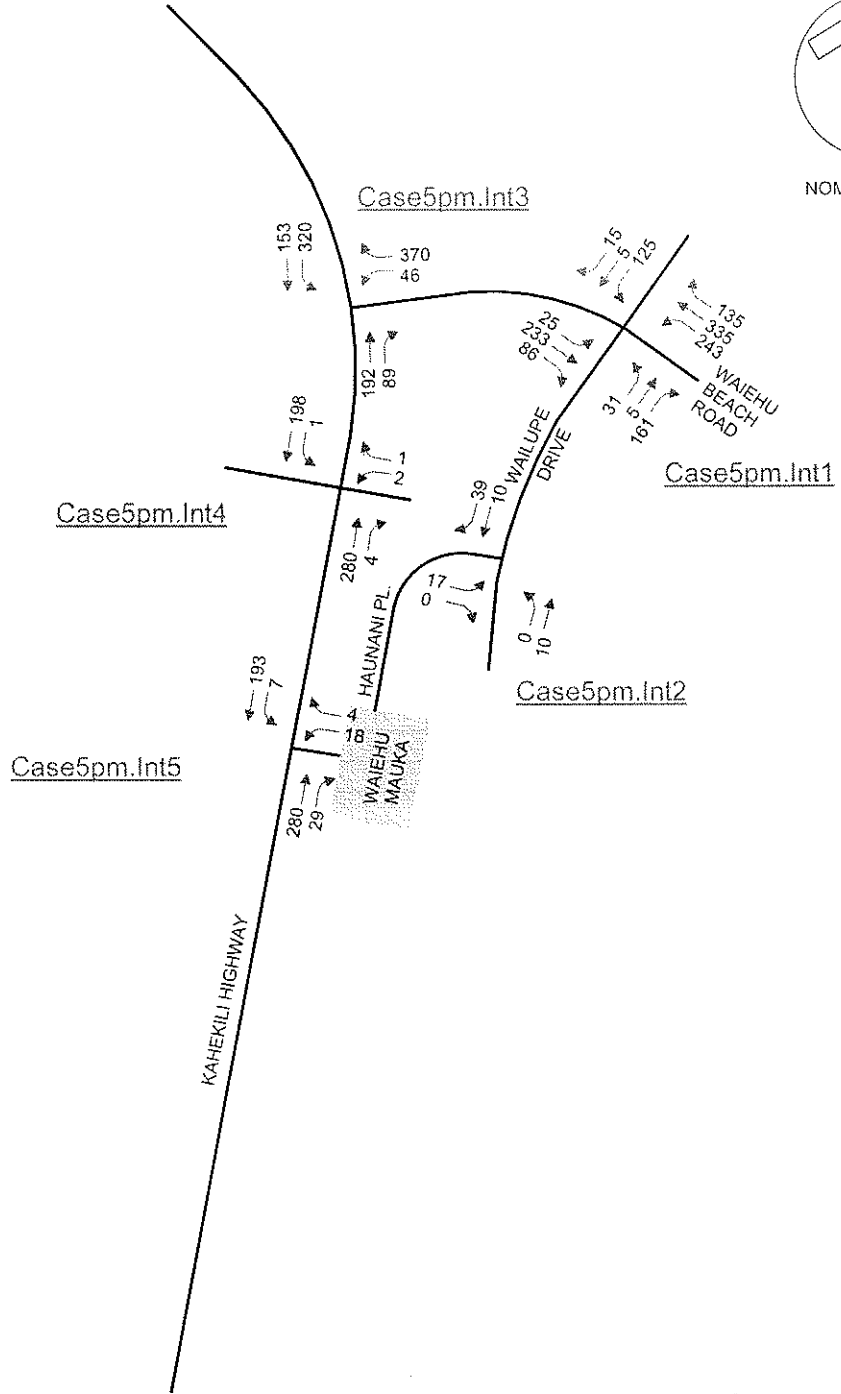 NOM
Case5pm.Int3
153
320
370
46
192
89
15
5
125
25
233
86
135
335
243
31
5
161
WAIEHU
BEACH
ROAD
Case5pm.Int1
198
1
1
2
280
4
Case5pm.Int4
WAILUPE
DRIVE
39
10
17
0
0
10
HAUNANI PL.
Case5pm.Int2
193
7
4
18
280
29
WAIEHU
MAUKA
Case5pm.Int5
KAHEKILI HIGHWAY